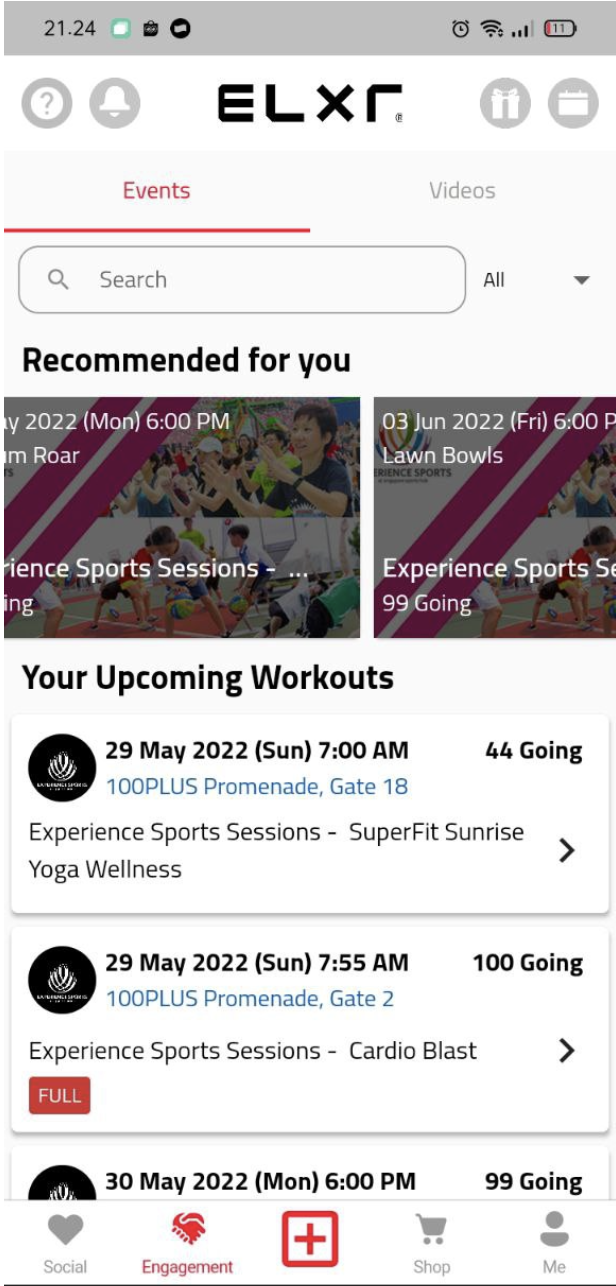 21.24
11
ELXR
Events
Videos
Search
All
Recommended for you
y 2022 (Mon) 6:00 PM
m Roar
rience Sports Sessions - ...
ing
03 Jun 2022 (Fri) 6:00 P
Lawn Bowls
RIENCE SPORTS
Experience Sports Se
99 Going
Your Upcoming Workouts
29 May 2022 (Sun) 7:00 AM
44 Going
100PLUS Promenade, Gate 18
Experience Sports Sessions - SuperFit Sunrise
Yoga Wellness
29 May 2022 (Sun) 7:55 AM
100 Going
100PLUS Promenade, Gate 2
Experience Sports Sessions - Cardio Blast
FULL
30 May 2022 (Mon) 6:00 PM
99 Going
Social
Engagement
Shop
Me